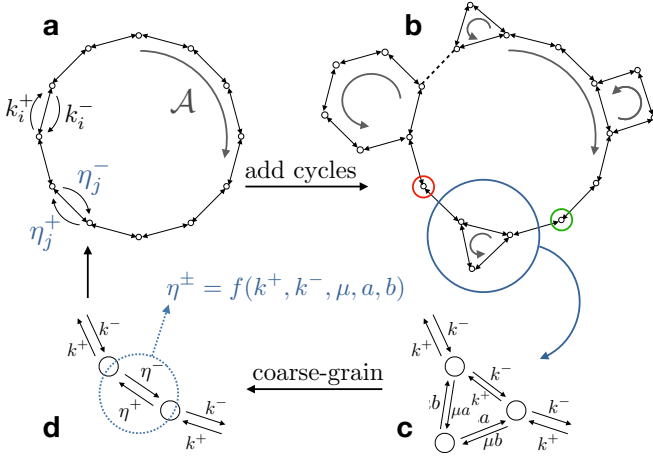 a
b
k_i^+
k_i^-
𝒜
η_j^-
η_j^+
add cycles
η^± = f(k^+, k^-, μ, a, b)
k^-
k^+
η^-
η^+
k^-
k^+
coarse-grain
k^-
k^+
k^-
b
μa
k^+
a
k^-
μb
k^+
d
c